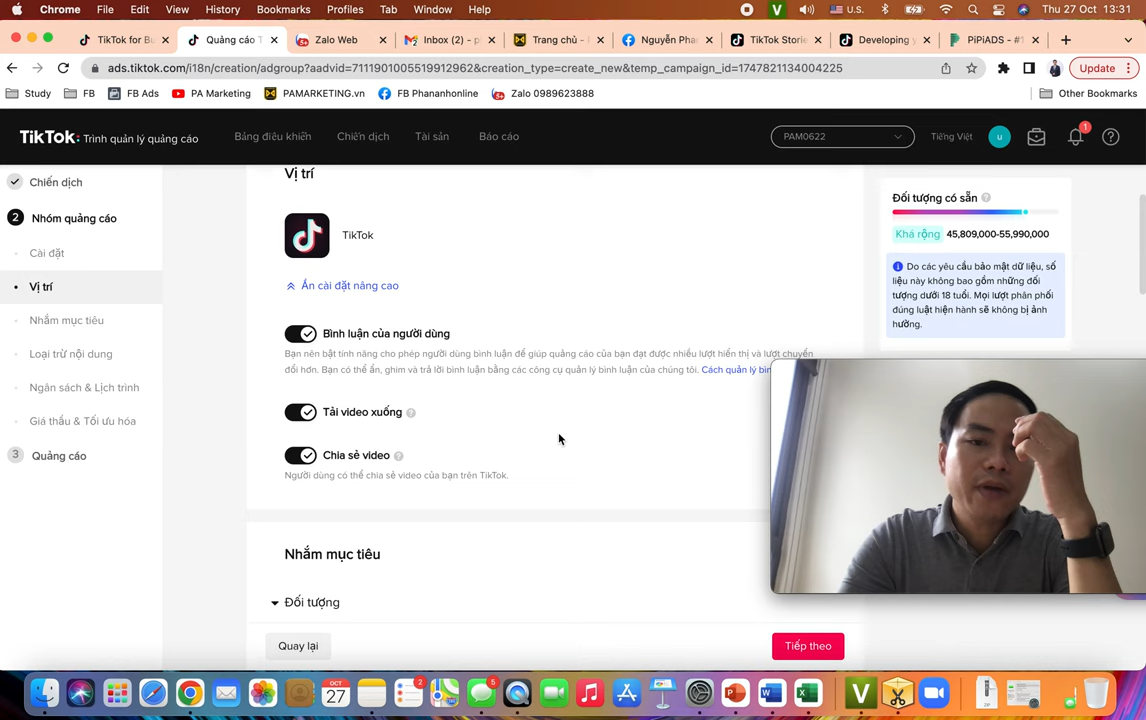 Chrome File Edit View History Bookmarks Profiles Tab Window Help
V U.S. Thu 27 Oct 13:31
TikTok for Bu
Quảng cáo T
Zalo Web
Inbox (2) - p
Trang chủ - 
Nguyễn Phan
TikTok Storie
Developing y
PiPiADS - #1
ads.tiktok.com/i18n/creation/adgroup?aadvid=7111901005519912962&creation_type=create_new&temp_campaign_id=1747821134004225
Update
Study FB FB Ads PA Marketing PAMARKETING.vn FB Phananhonline Zalo 0989623888 Other Bookmarks
TikTok: Trình quản lý quảng cáo Bảng điều khiển Chiến dịch Tài sản Báo cáo PAM0622 Tiếng Việt u 1
Chiến dịch
2 Nhóm quảng cáo
Cài đặt
Vị trí
Nhắm mục tiêu
Loại trừ nội dung
Ngân sách & Lịch trình
Giá thầu & Tối ưu hóa
3 Quảng cáo
Vị trí
TikTok
Ẩn cài đặt nâng cao
Bình luận của người dùng
Bạn nên bật tính năng cho phép người dùng bình luận để giúp quảng cáo của bạn đạt được nhiều lượt hiển thị và lượt chuyển
đổi hơn. Bạn có thể ẩn, ghim và trả lời bình luận bằng các công cụ quản lý bình luận của chúng tôi. Cách quản lý bìn
Tải video xuống
Chia sẻ video
Người dùng có thể chia sẻ video của bạn trên TikTok.
Nhắm mục tiêu
Đối tượng
Quay lại Tiếp theo
Đối tượng có sẵn
Khá rộng 45,809,000-55,990,000
Do các yêu cầu bảo mật dữ liệu, số
liệu này không bao gồm những đối
tượng dưới 18 tuổi. Mọi lượt phân phối
đúng luật hiện hành sẽ không bị ảnh
hưởng.
OCT
27
2
5